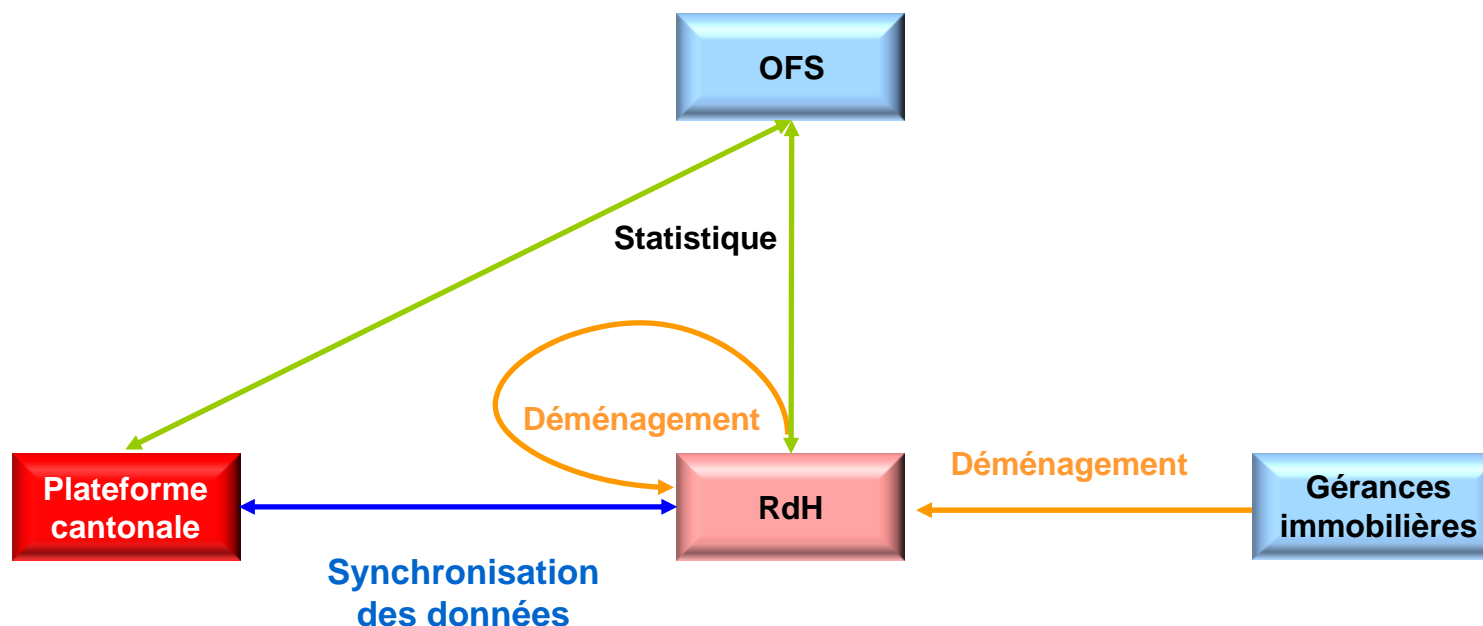 OFS
Statistique
Déménagement
Déménagement
Plateforme
cantonale
RdH
Gérances
immobilières
Synchronisation
des données